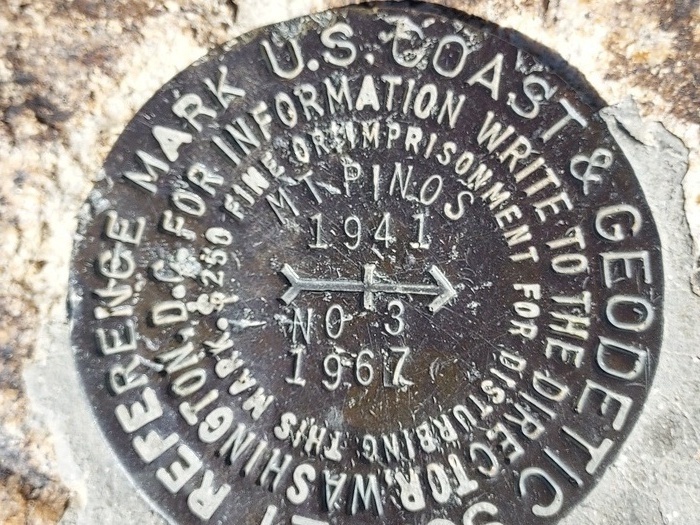 U.S. COAST & GEODETIC
REFERENCE MARK
FOR INFORMATION WRITE TO THE DIRECTOR, WASHINGTON, D.C.
$250 FINE OR IMPRISONMENT FOR DISTURBING THIS MARK.
MT PINOS
1941
NO 3
1967